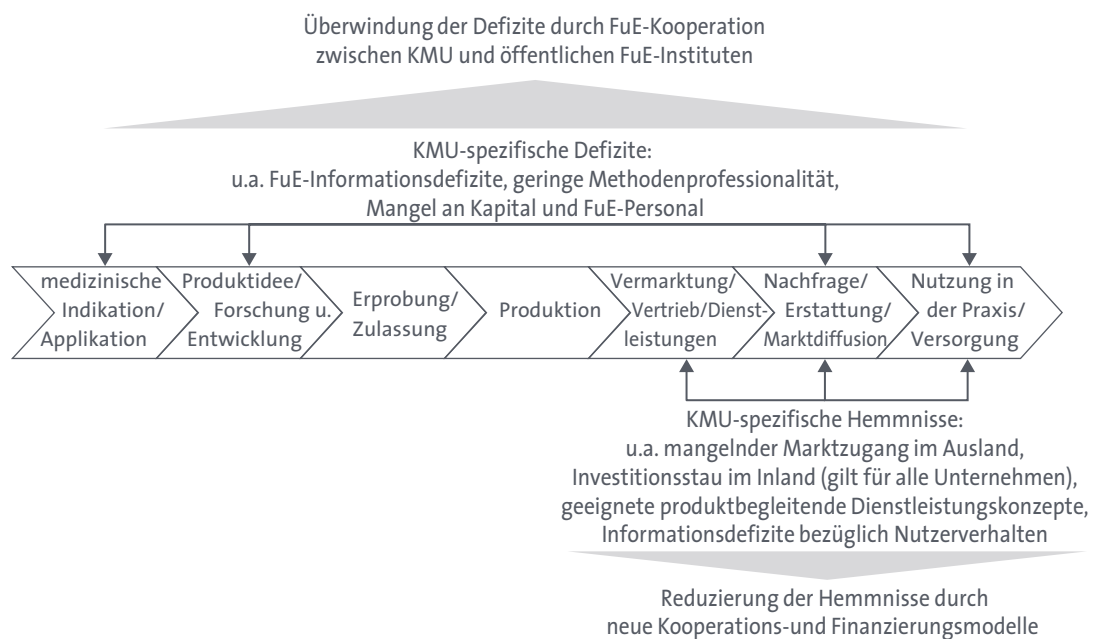 Überwindung der Defizite durch FuE-Kooperation
zwischen KMU und öffentlichen FuE-Instituten
KMU-spezifische Defizite:
u.a. FuE-Informationsdefizite, geringe Methodenprofessionalität,
Mangel an Kapital und FuE-Personal
medizinische
Indikation/
Applikation
Produktidee/
Forschung u.
Entwicklung
Erprobung/
Zulassung
Produktion
Vermarktung/
Vertrieb/Dienst-
leistungen
Nachfrage/
Erstattung/
Marktdiffusion
Nutzung in
der Praxis/
Versorgung
KMU-spezifische Hemmnisse:
u.a. mangelnder Marktzugang im Ausland,
Investitionsstau im Inland (gilt für alle Unternehmen),
geeignete produktbegleitende Dienstleistungskonzepte,
Informationsdefizite bezüglich Nutzerverhalten
Reduzierung der Hemmnisse durch
neue Kooperations-und Finanzierungsmodelle